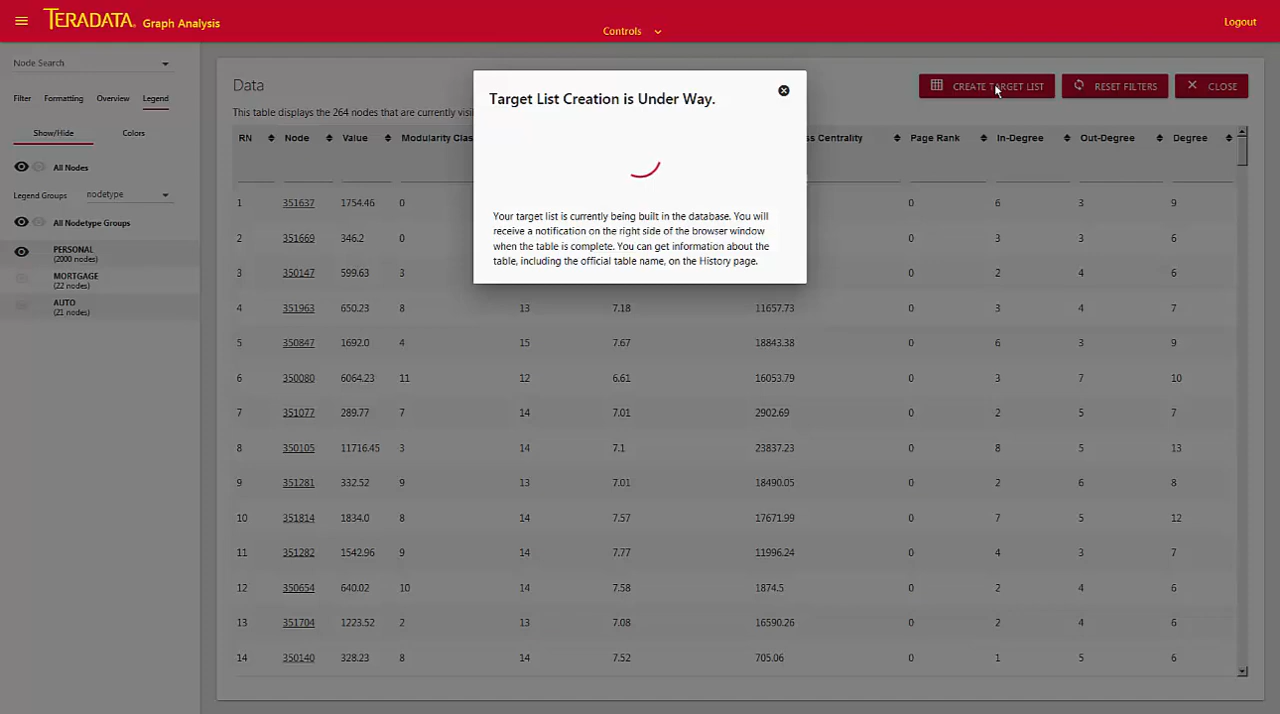 TERADATA. Graph Analysis
Controls
Logout
Node Search
Filter Formatting Overview Legend
Show/Hide Colors
All Nodes
Legend Groups nodetype
All Nodetype Groups
PERSONAL
(2000 nodes)
MORTGAGE
(22 nodes)
AUTO
(21 nodes)
Data
CREATE TARGET LIST RESET FILTERS CLOSE
This table displays the 264 nodes that are currently
Target List Creation is Under Way.
Your target list is currently being built in the database. You will
receive a notification on the right side of the browser window
when the table is complete. You can get information about the
table, including the official table name, on the History page.
RN Node Value Modularity Centrality Page Rank In-Degree Out-Degree Degree
1 351637 1754.46 0 0 6 3 9
2 351669 346.2 0 0 3 3 6
3 350147 599.63 3 0 2 4 6
4 351963 650.23 8 13 7.18 11657.73 0 3 4 7
5 350847 1692.0 4 15 7.67 18843.38 0 6 3 9
6 350080 6064.23 11 12 6.61 16053.79 0 3 7 10
7 351077 289.77 7 14 7.01 2902.69 0 2 5 7
8 350105 11716.45 3 14 7.1 23837.23 0 8 5 13
9 351281 332.52 9 13 7.01 18490.05 0 2 6 8
10 351814 1834.0 8 14 7.57 17671.99 0 7 5 12
11 351282 1542.96 9 14 7.77 11996.24 0 4 3 7
12 350654 640.02 10 14 7.58 1874.5 0 2 4 6
13 351704 1223.52 2 13 7.08 16590.26 0 2 4 6
14 350140 328.23 8 14 7.52 705.06 0 1 5 6